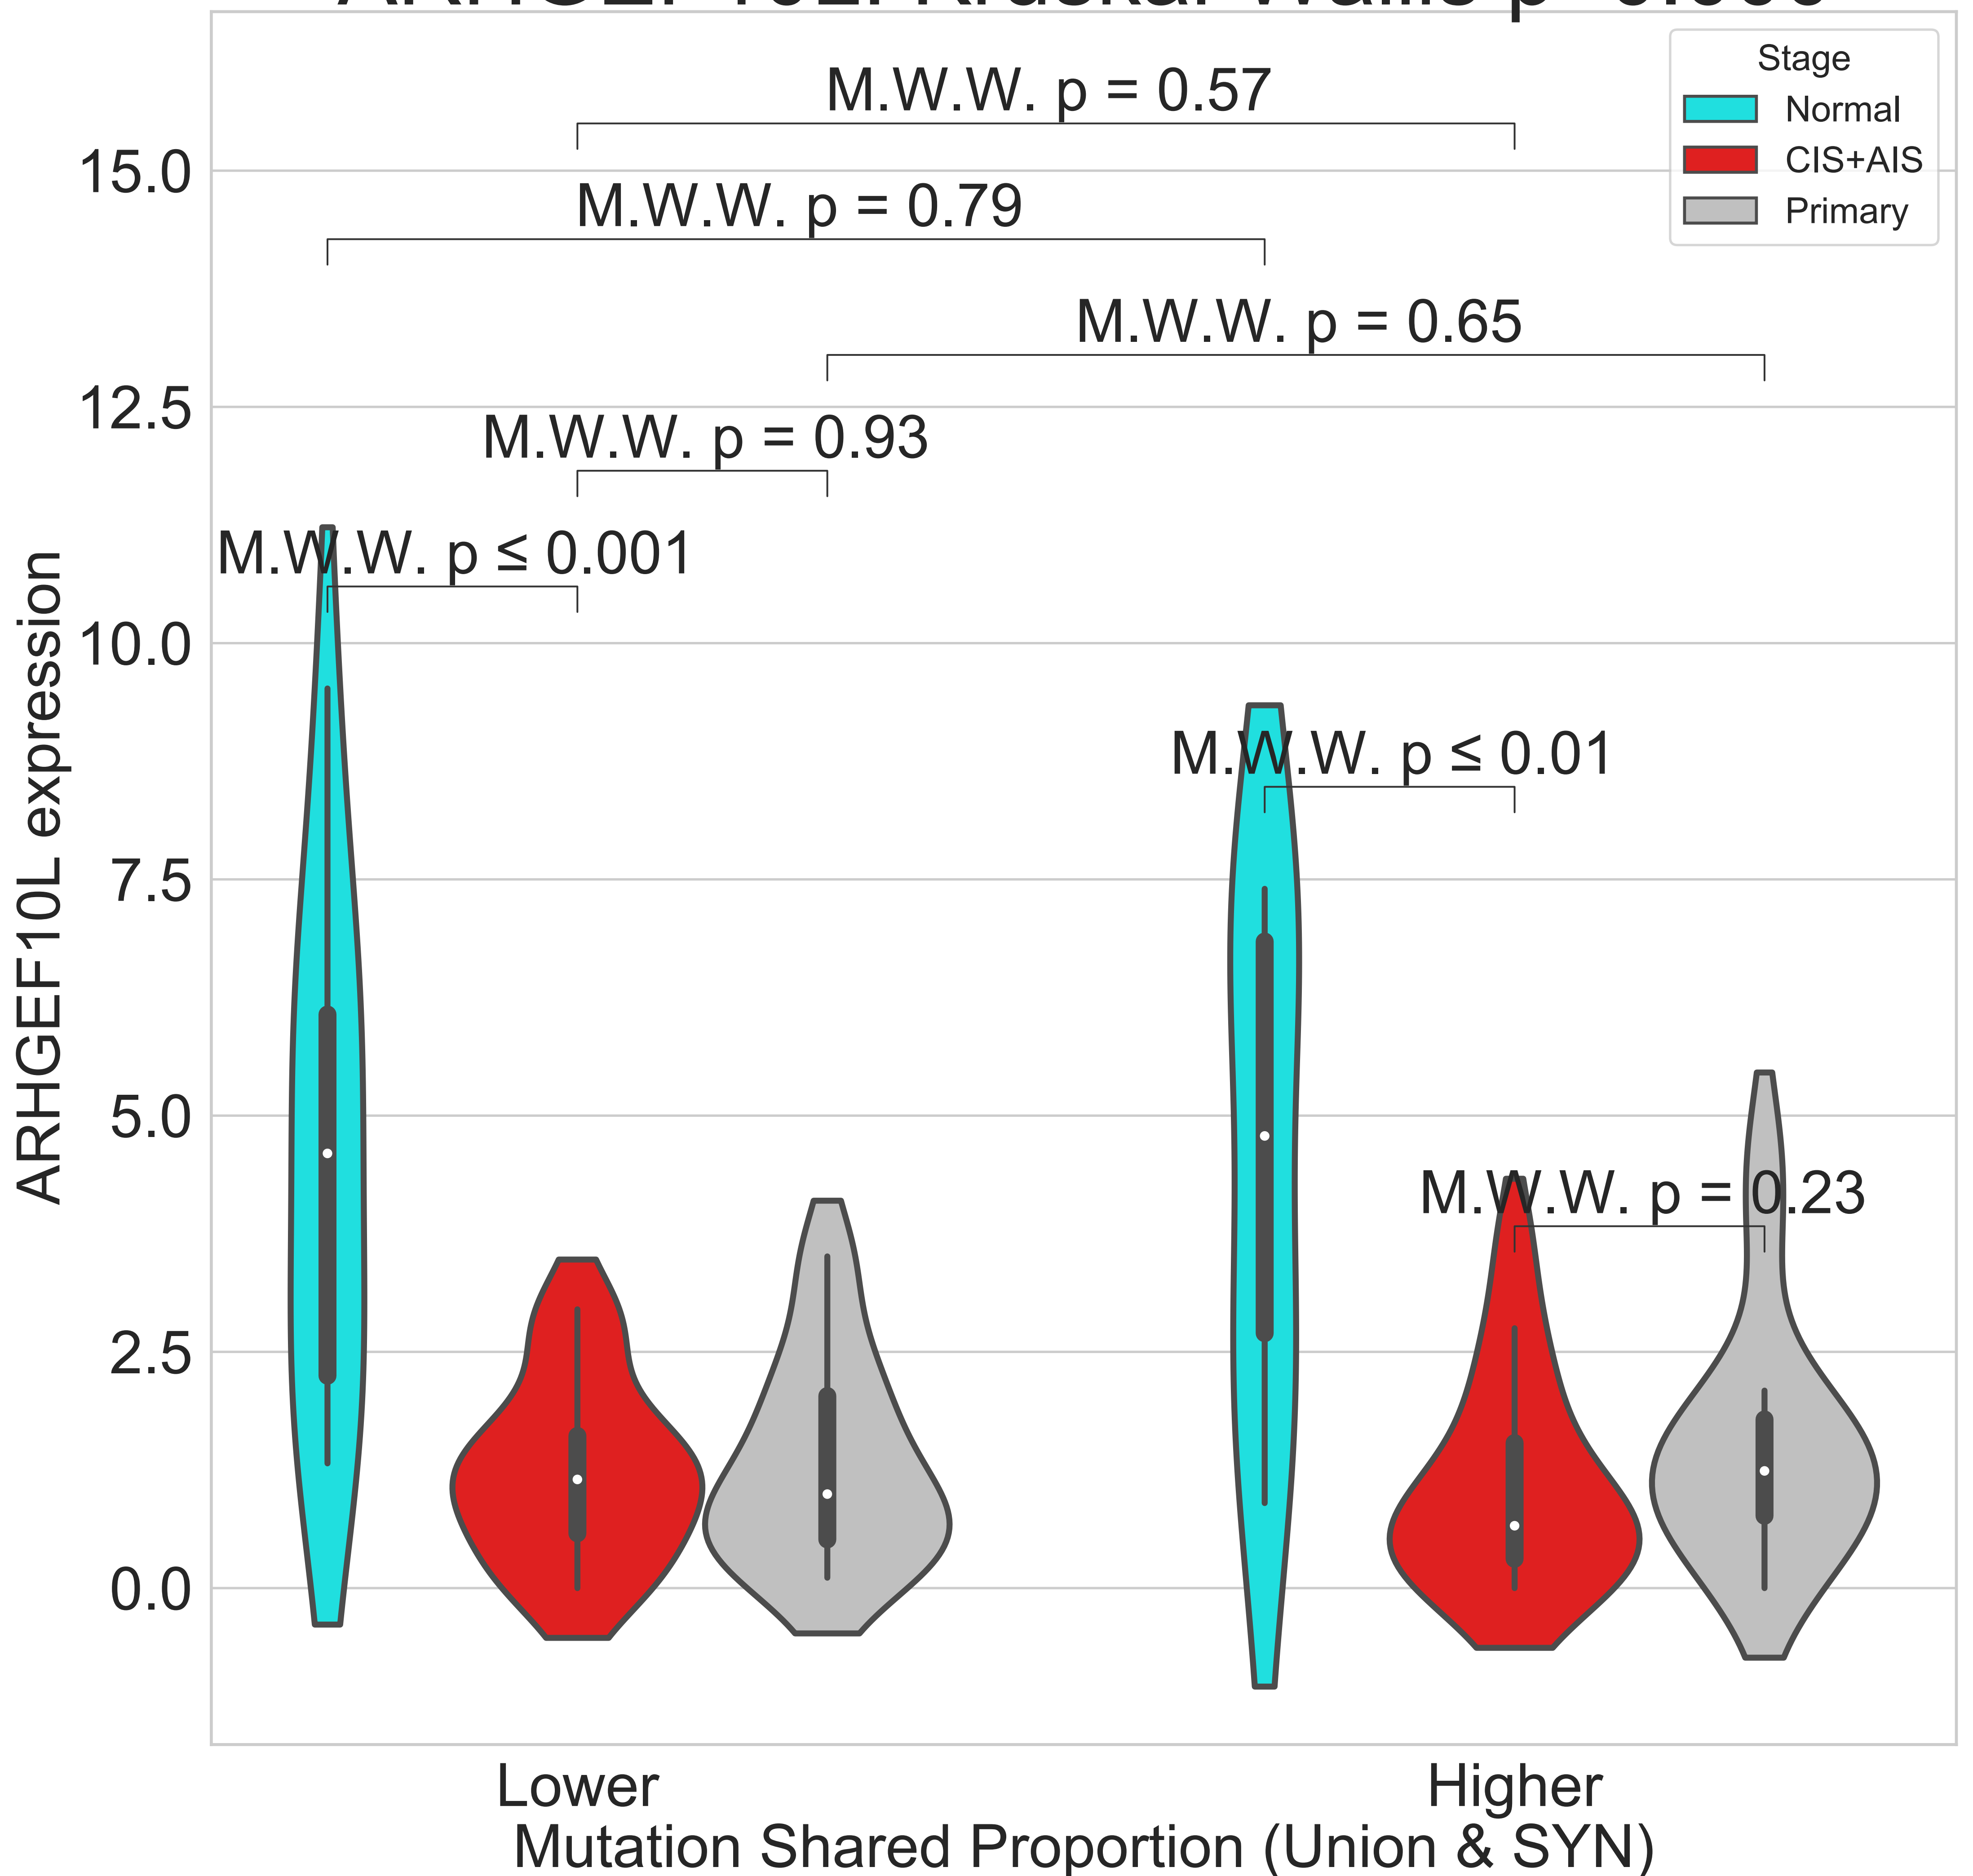 Stage
Normal
CIS+AIS
Primary
M.W.W. p = 0.57
M.W.W. p = 0.79
M.W.W. p = 0.65
M.W.W. p = 0.93
M.W.W. p ≤ 0.001
M.W.W. p ≤ 0.01
M.W.W. p = 0.23
15.0
12.5
10.0
7.5
5.0
2.5
0.0
ARHGEF10L expression
Lower
Higher
Mutation Shared Proportion (Union & SYN)